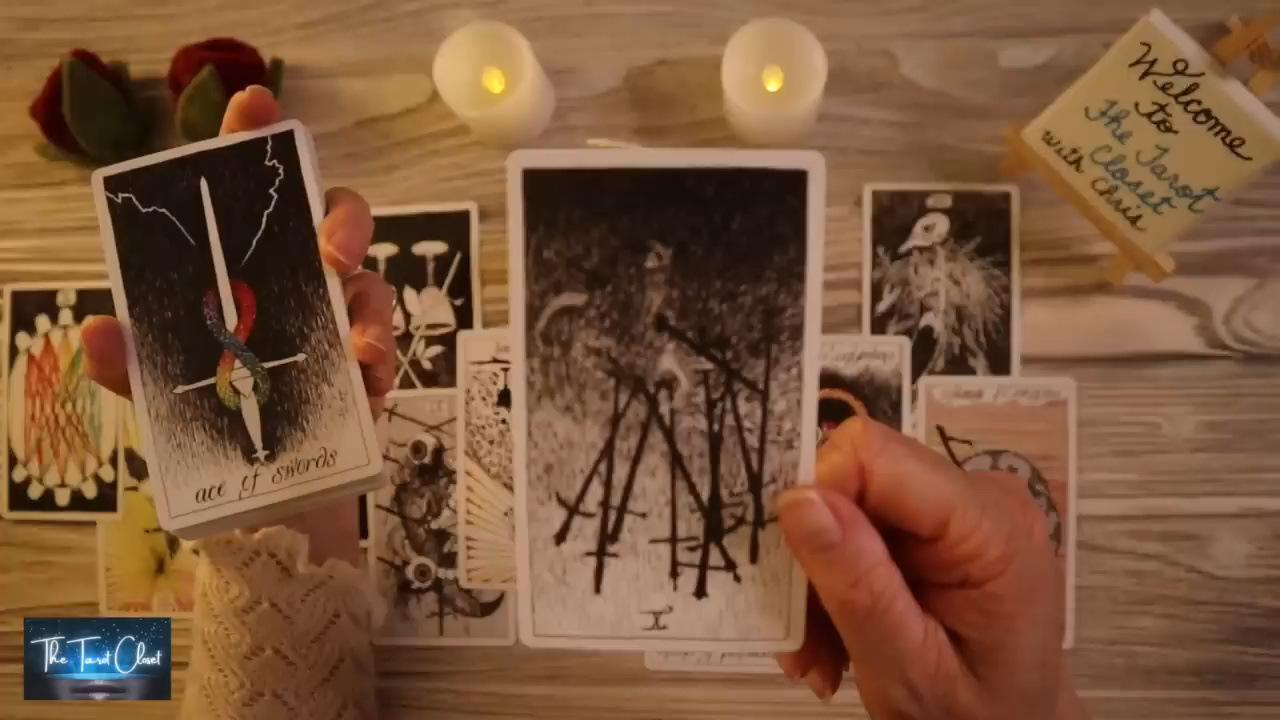 Welcome
To
The Tarot
Closet
with Chris
ace of swords
X
The Tarot Closet